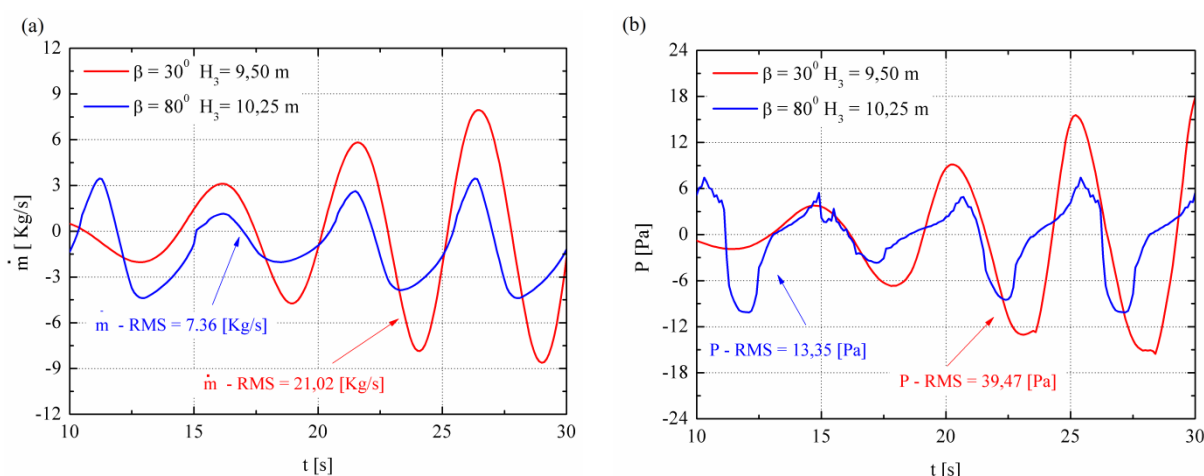 (a)
12
9
6
3
0
-3
-6
-9
-12
ṁ [ Kg/s]
β = 30⁰ H₃= 9,50 m
β = 80⁰ H₃ = 10,25 m
ṁ - RMS = 7.36 [Kg/s]
ṁ - RMS = 21,02 [Kg/s]
10 15 20 25 30
t [s]
(b)
24
18
12
6
0
-6
-12
-18
-24
P [Pa]
β = 30⁰ H₃ = 9,50 m
β = 80⁰ H₃ = 10,25 m
P - RMS = 13,35 [Pa]
P - RMS = 39,47 [Pa]
10 15 20 25 30
t [s]